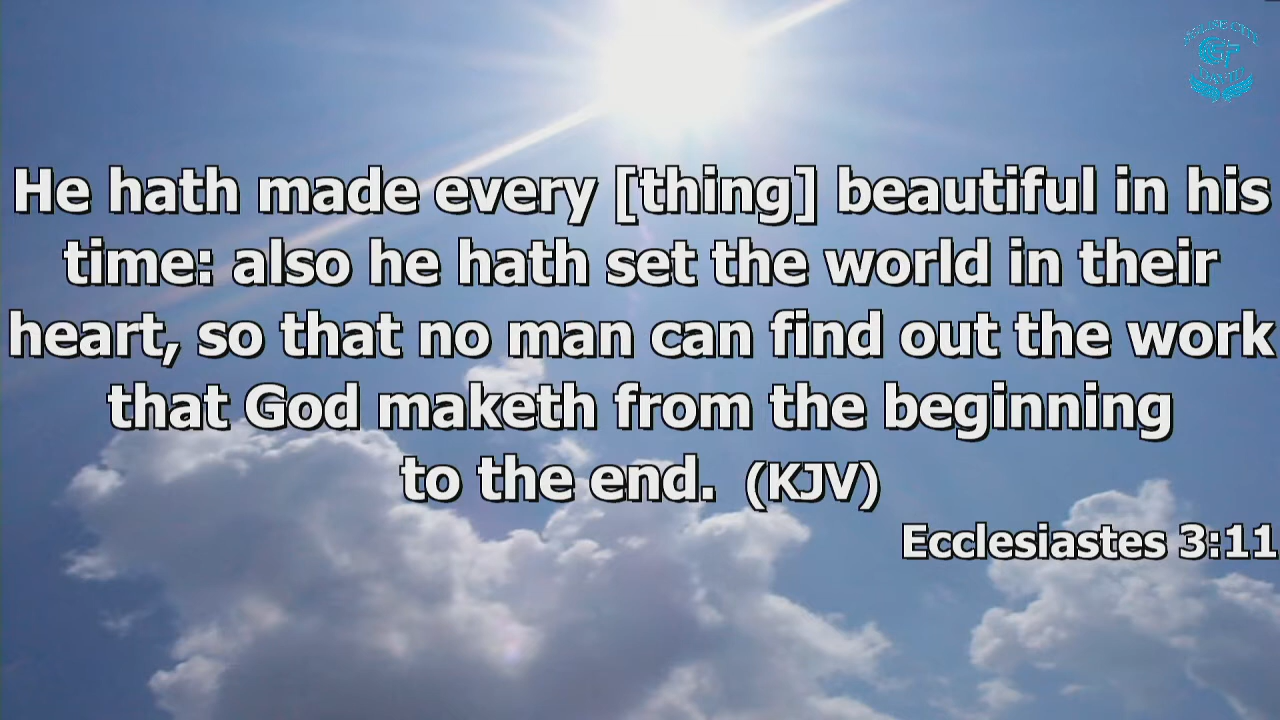 He hath made every [thing] beautiful in his
time: also he hath set the world in their
heart, so that no man can find out the work
that God maketh from the beginning
to the end. (KJV)
Ecclesiastes 3:11